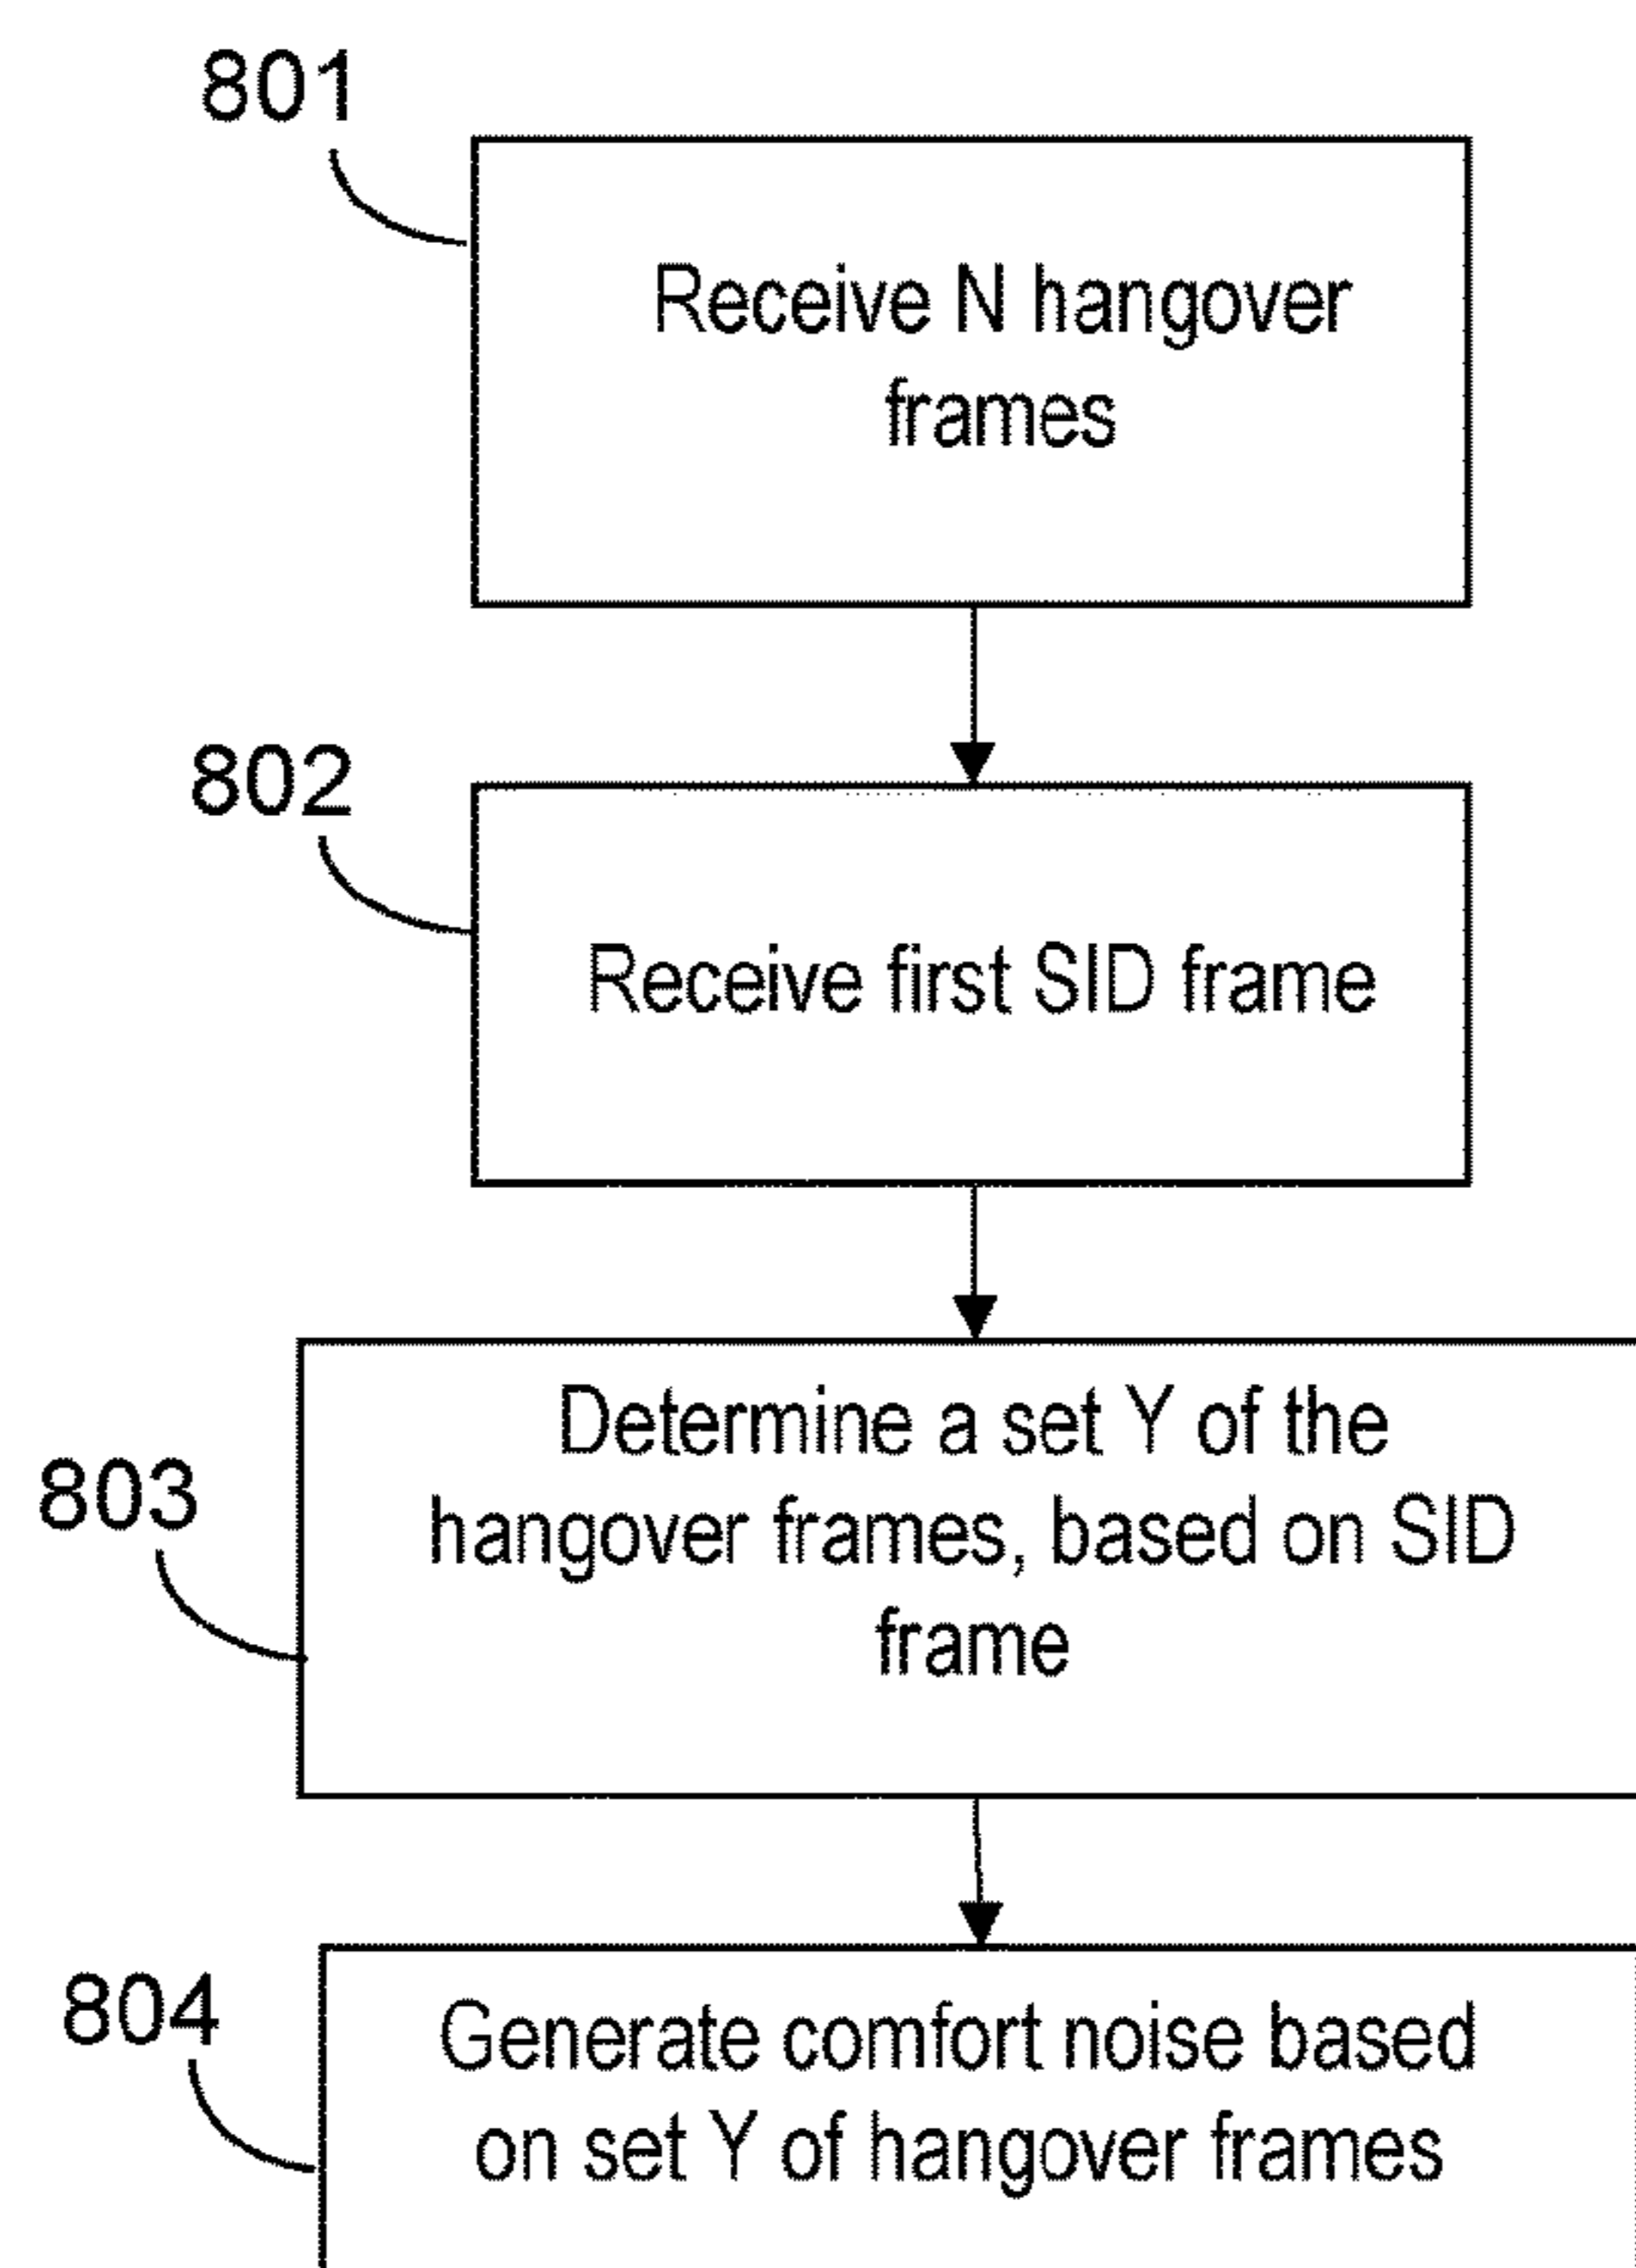 801
Receive N hangover
frames
802
Receive first SID frame
803
Determine a set Y of the
hangover frames, based on SID
frame
804
Generate comfort noise based
on set Y of hangover frames